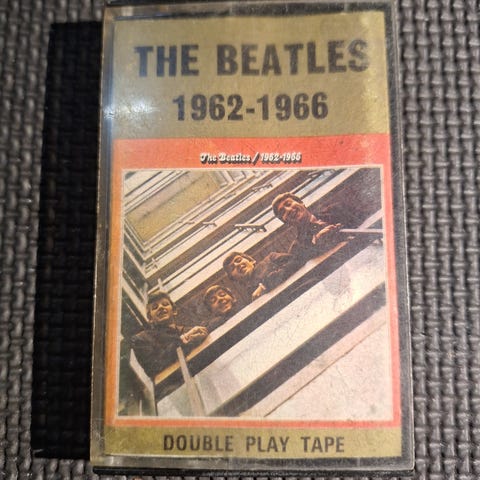 THE BEATLES
1962-1966
The Beatles / 1962-1966
DOUBLE PLAY TAPE